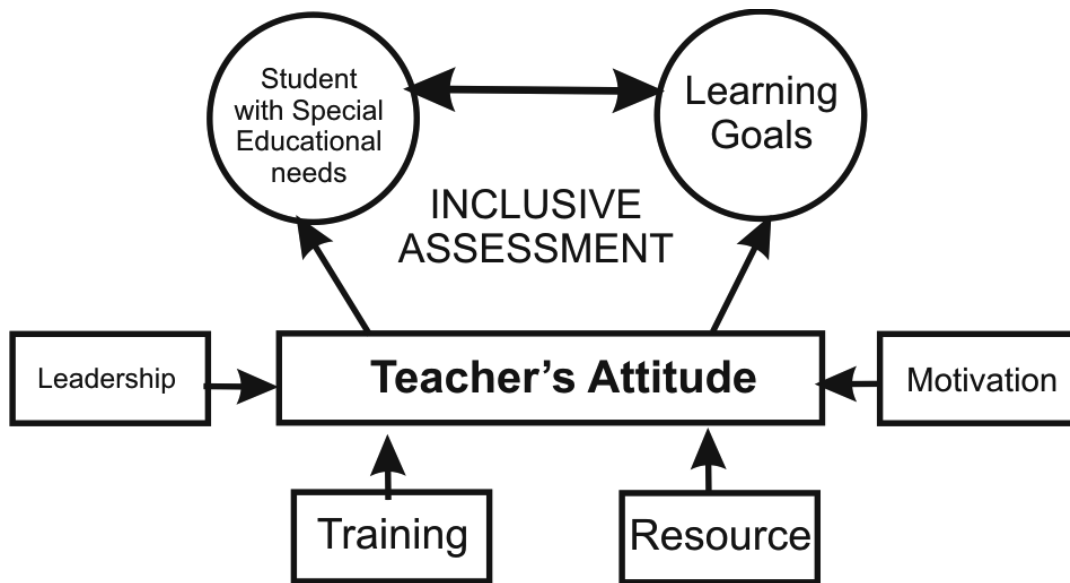 Student
with Special
Educational
needs
Learning
Goals
INCLUSIVE
ASSESSMENT
Leadership
Teacher’s Attitude
Motivation
Training
Resource